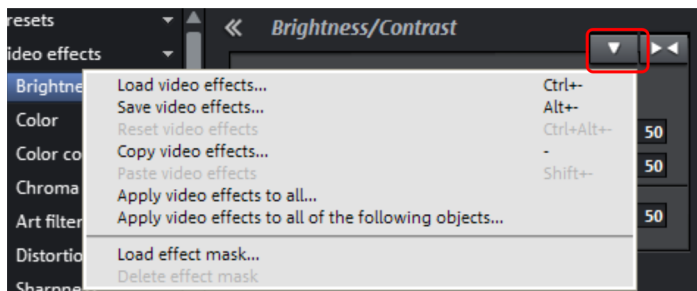 resets
« Brightness/Contrast
ideo effects
Brightne
Load video effects... Ctrl+-
Save video effects... Alt+-
Color
Reset video effects Ctrl+Alt+-
50
Color co
Copy video effects... -
Paste video effects Shift+-
50
Chroma
Apply video effects to all...
Art filter
Apply video effects to all of the following objects...
50
Distortio
Load effect mask...
Sharpne
Delete effect mask